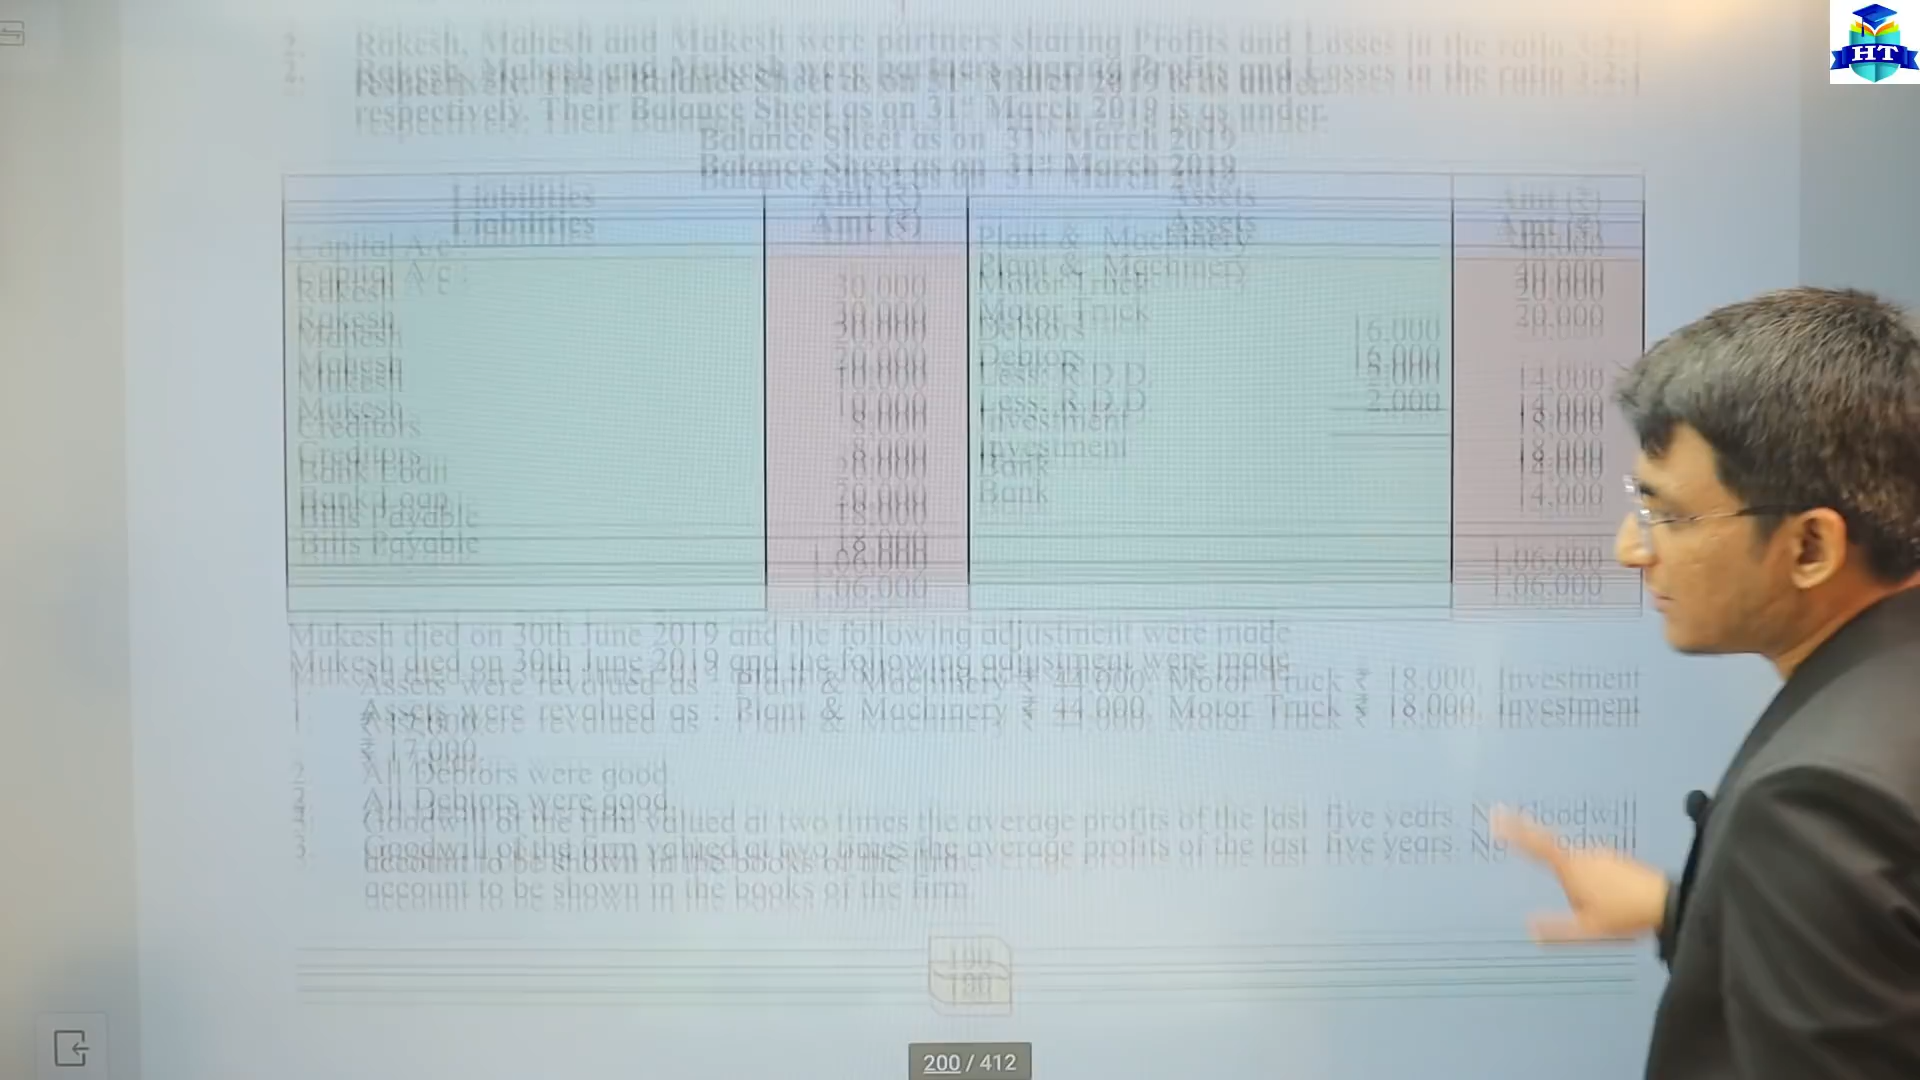 HT
2. Rakesh, Mahesh and Mukesh were partners sharing Profits and Losses in the ratio
respectively. Their Balance Sheet as on 31st March 2019 is as under.
Balance Sheet as on 31st March 2019
Liabilities Amt (₹) Assets Amt (₹)
Capital A/c : Plant & Machinery 40,000
Rakesh 30,000 Motor Truck 20,000
Mahesh 20,000 Debtors 16,000
Mukesh 10,000 Less: R.D.D. 2,000 14,000
Creditors 8,000 Investment 18,000
Bank Loan 20,000 Bank 14,000
Bills Payable 18,000
1,06,000 1,06,000
Mukesh died on 30th June 2019 and the following adjustment were made
1. Assets were revalued as : Plant & Machinery ₹ 44,000, Motor Truck ₹ 18,000, Investment
₹ 17,000.
2. All Debtors were good.
3. Goodwill of the firm valued at two times the average profits of the last five years. No Goodwill
account to be shown in the books of the firm.
190
200 / 412